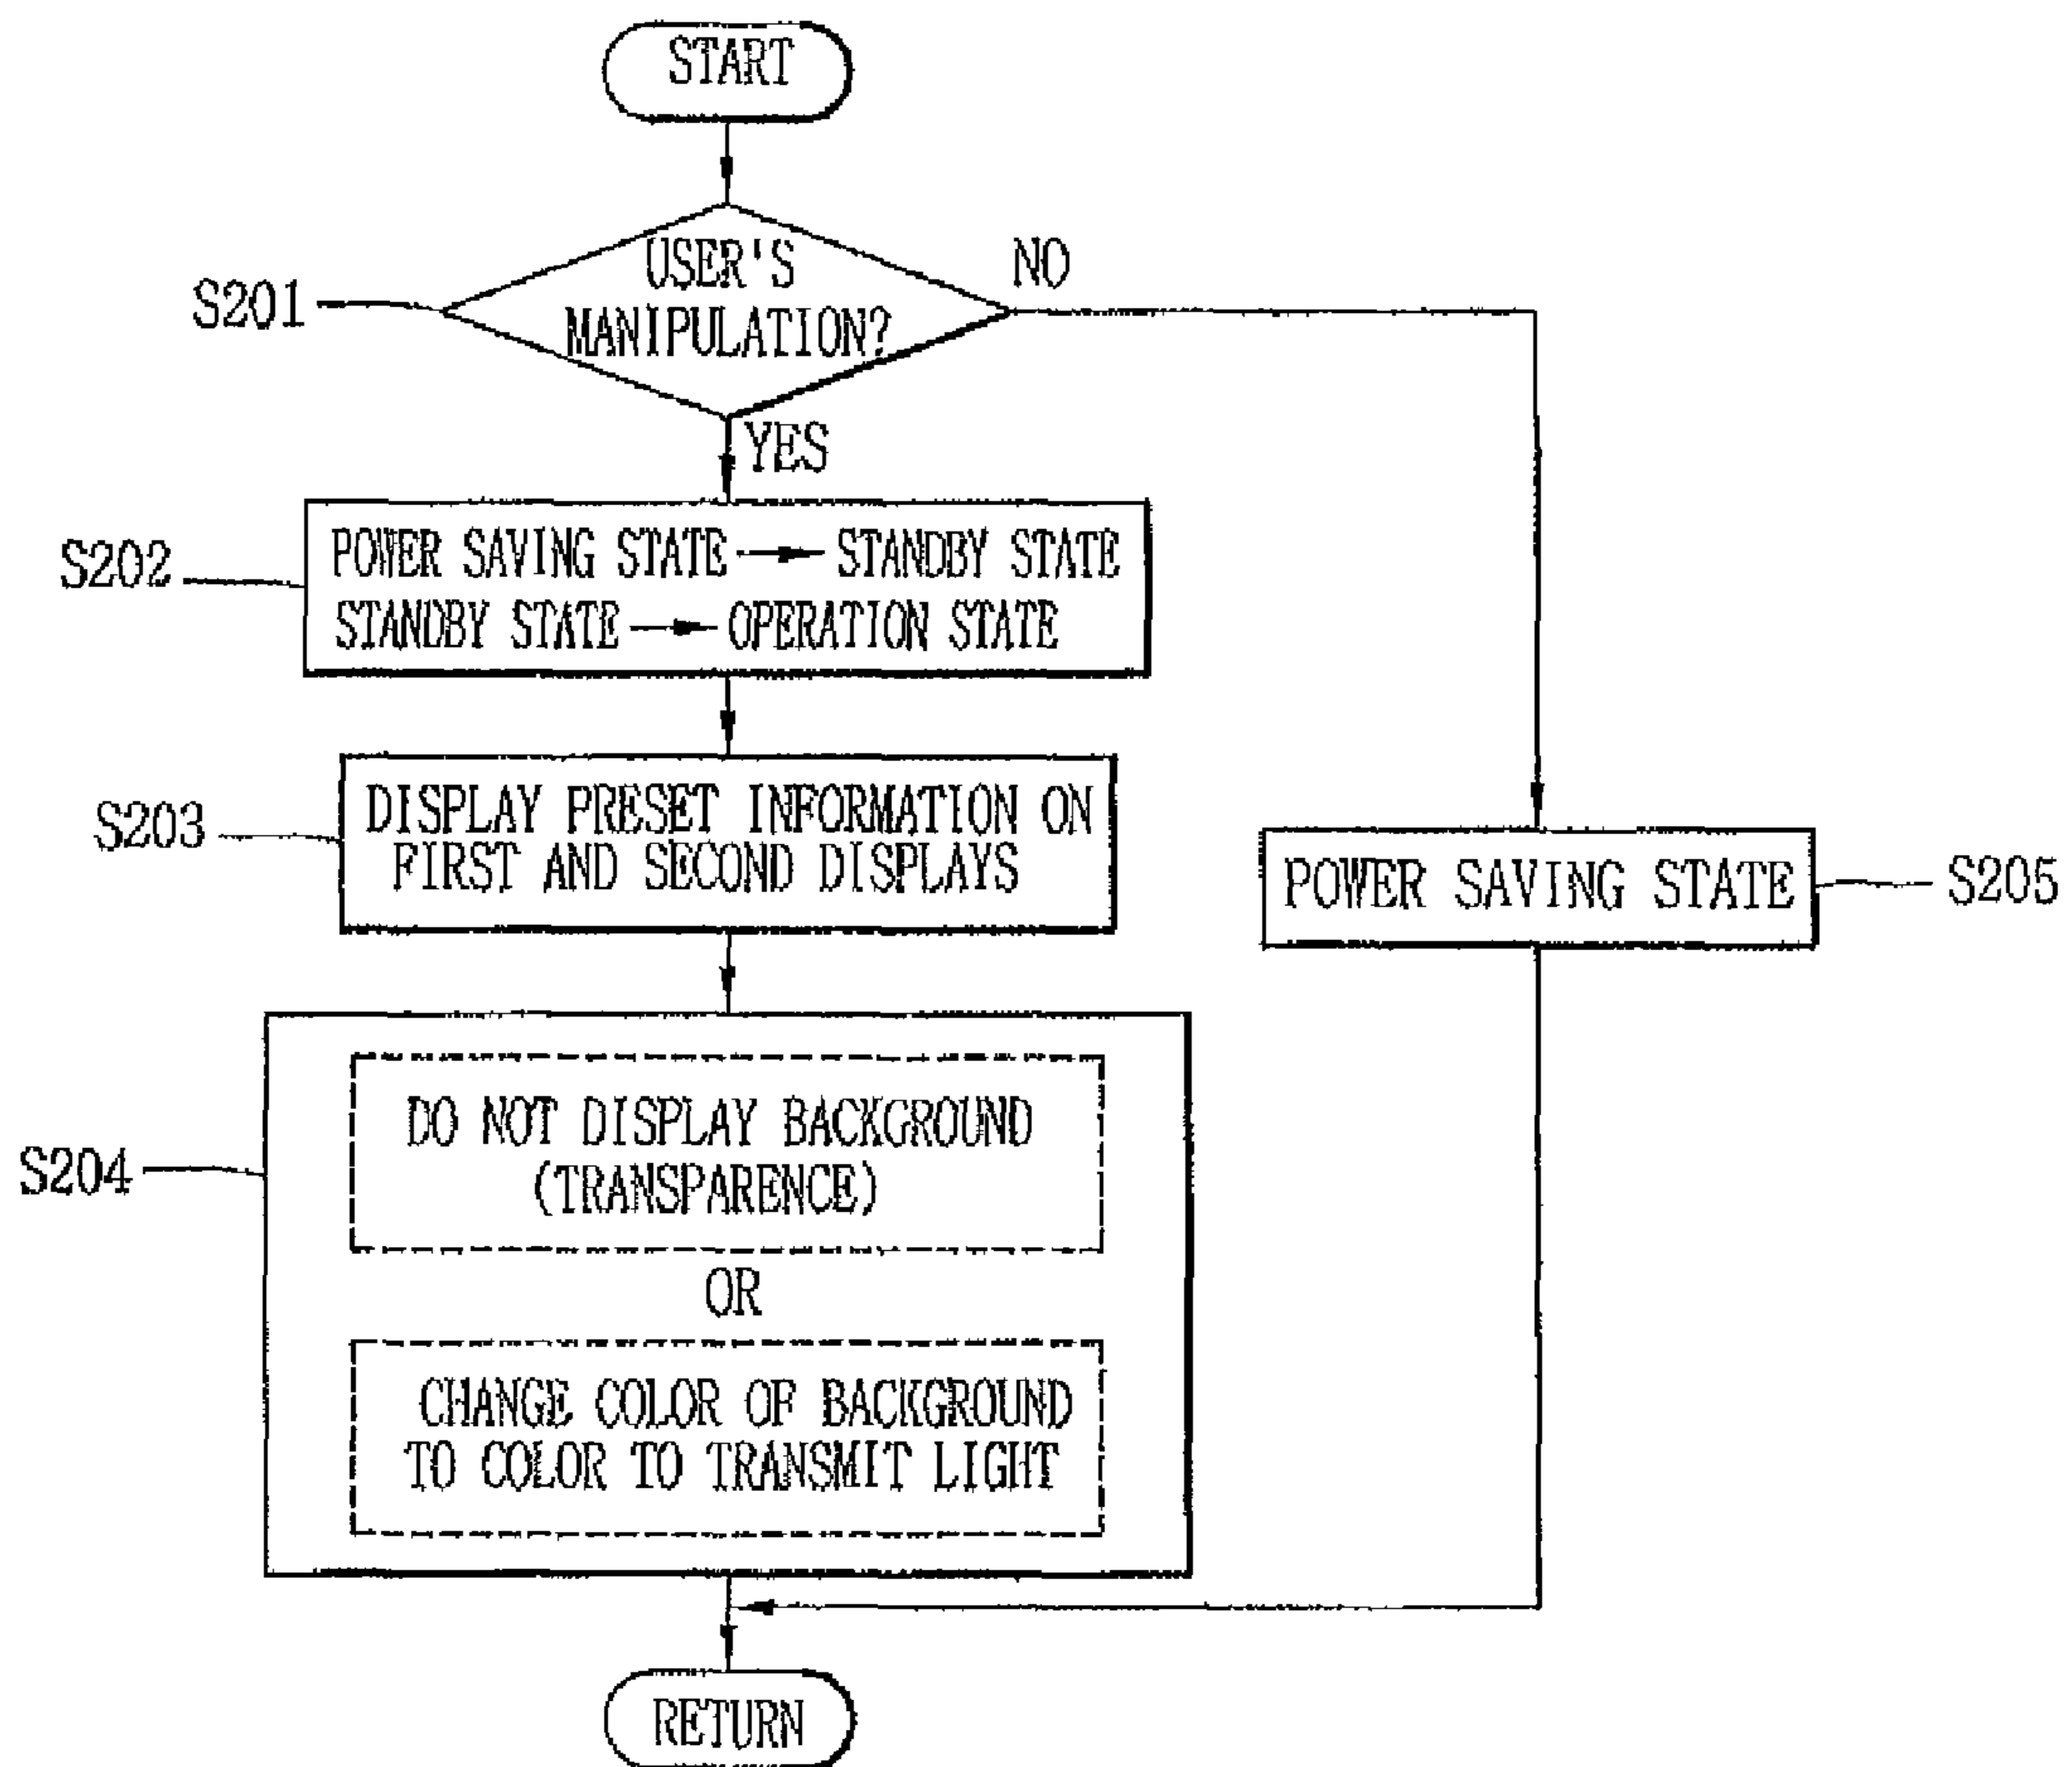 START
USER'S
MANIPULATION?
NO
S201
YES
S202
POWER SAVING STATE → STANDBY STATE
STANDBY STATE → OPERATION STATE
S203
DISPLAY PRESET INFORMATION ON
FIRST AND SECOND DISPLAYS
POWER SAVING STATE
S205
S204
DO NOT DISPLAY BACKGROUND
(TRANSPARENCE)
OR
CHANGE COLOR OF BACKGROUND
TO COLOR TO TRANSMIT LIGHT
RETURN